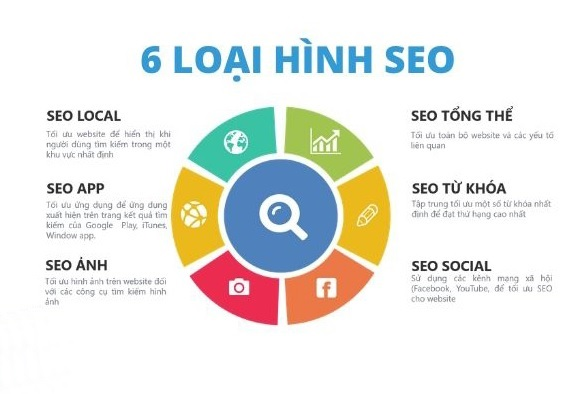 6 LOẠI HÌNH SEO
SEO LOCAL
Tối ưu website để hiển thị khi
người dùng tìm kiếm trong một
khu vực nhất định
SEO APP
Tối ưu ứng dụng để ứng dụng
xuất hiện trên trang kết quả tìm
kiếm của Google Play, iTunes,
Window app.
SEO ẢNH
Tối ưu hình ảnh trên website đối
với các công cụ tìm kiếm hình
ảnh
SEO TỔNG THỂ
Tối ưu toàn bộ website và các yếu tố
liên quan
SEO TỪ KHÓA
Tập trung tối ưu một số từ khóa nhất
định để đạt thứ hạng cao nhất
SEO SOCIAL
Sử dụng các kênh mạng xã hội
(Facebook, YouTube, để tối ưu SEO
cho website